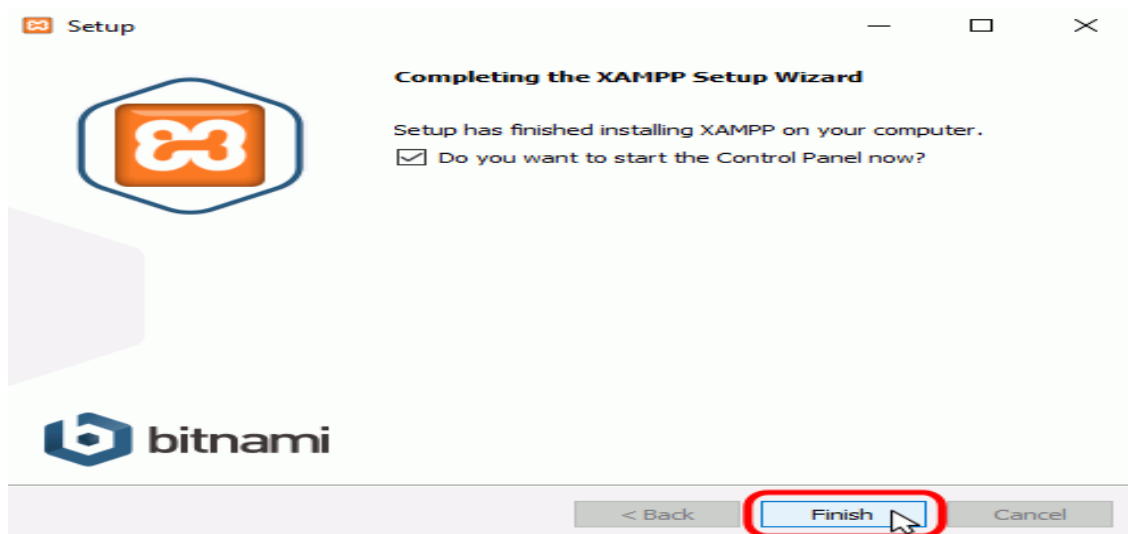 Setup
Completing the XAMPP Setup Wizard
Setup has finished installing XAMPP on your computer.
Do you want to start the Control Panel now?
bitnami
< Back
Finish
Cancel